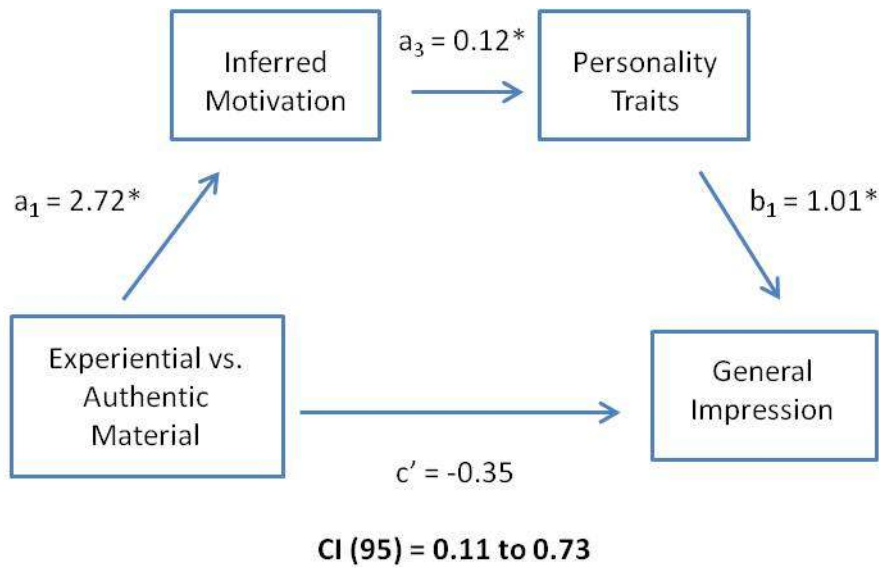 a₃ = 0.12*
Inferred
Motivation
Personality
Traits
a₁ = 2.72*
b₁ = 1.01*
Experiential vs.
Authentic
Material
General
Impression
c’ = -0.35
CI (95) = 0.11 to 0.73